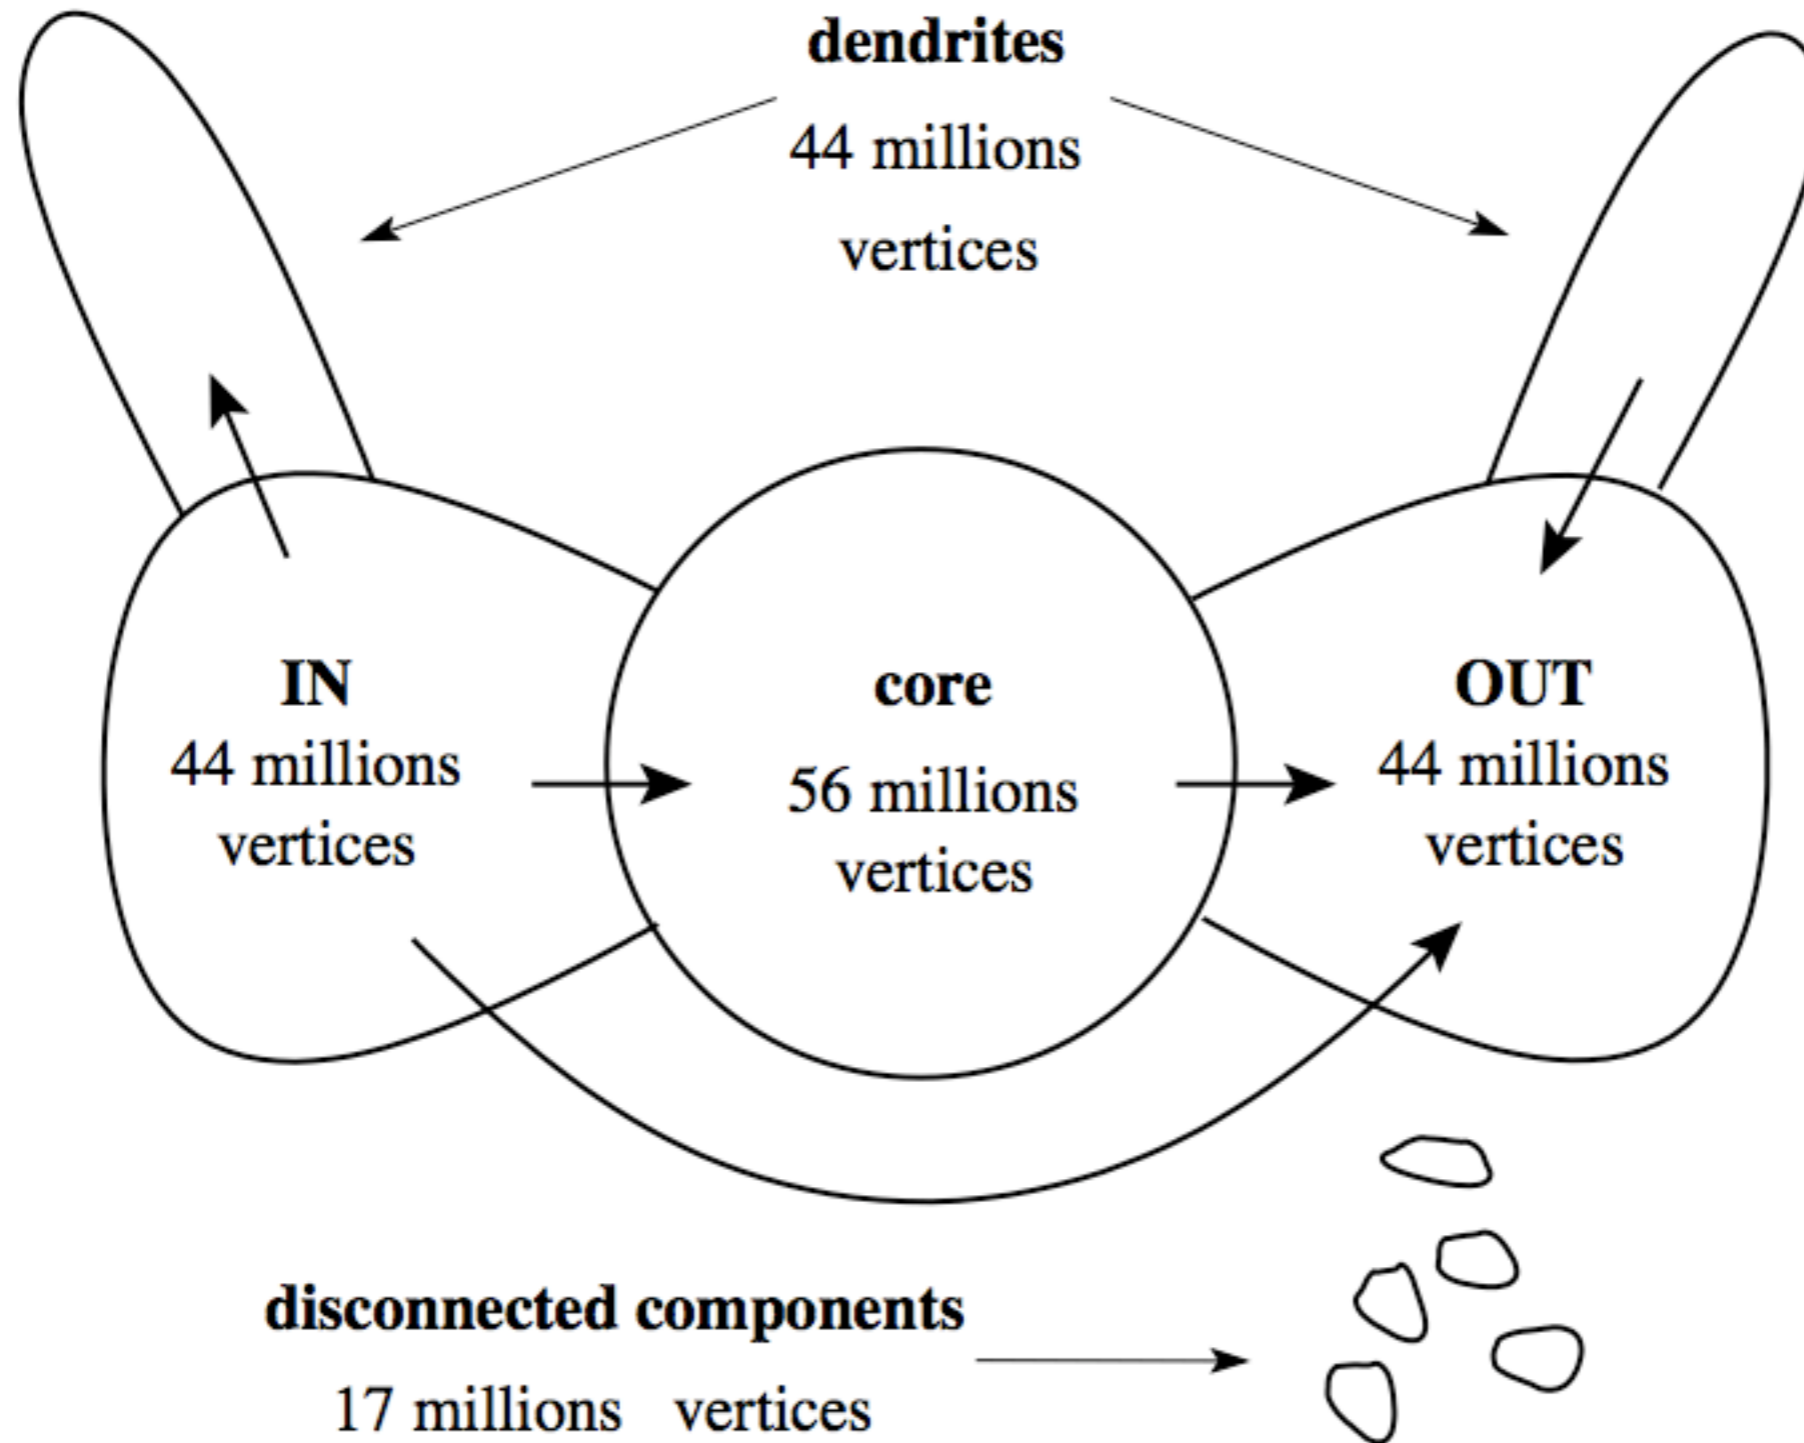 dendrites
44 millions
vertices
IN
44 millions
vertices
core
56 millions
vertices
OUT
44 millions
vertices
disconnected components
17 millions vertices